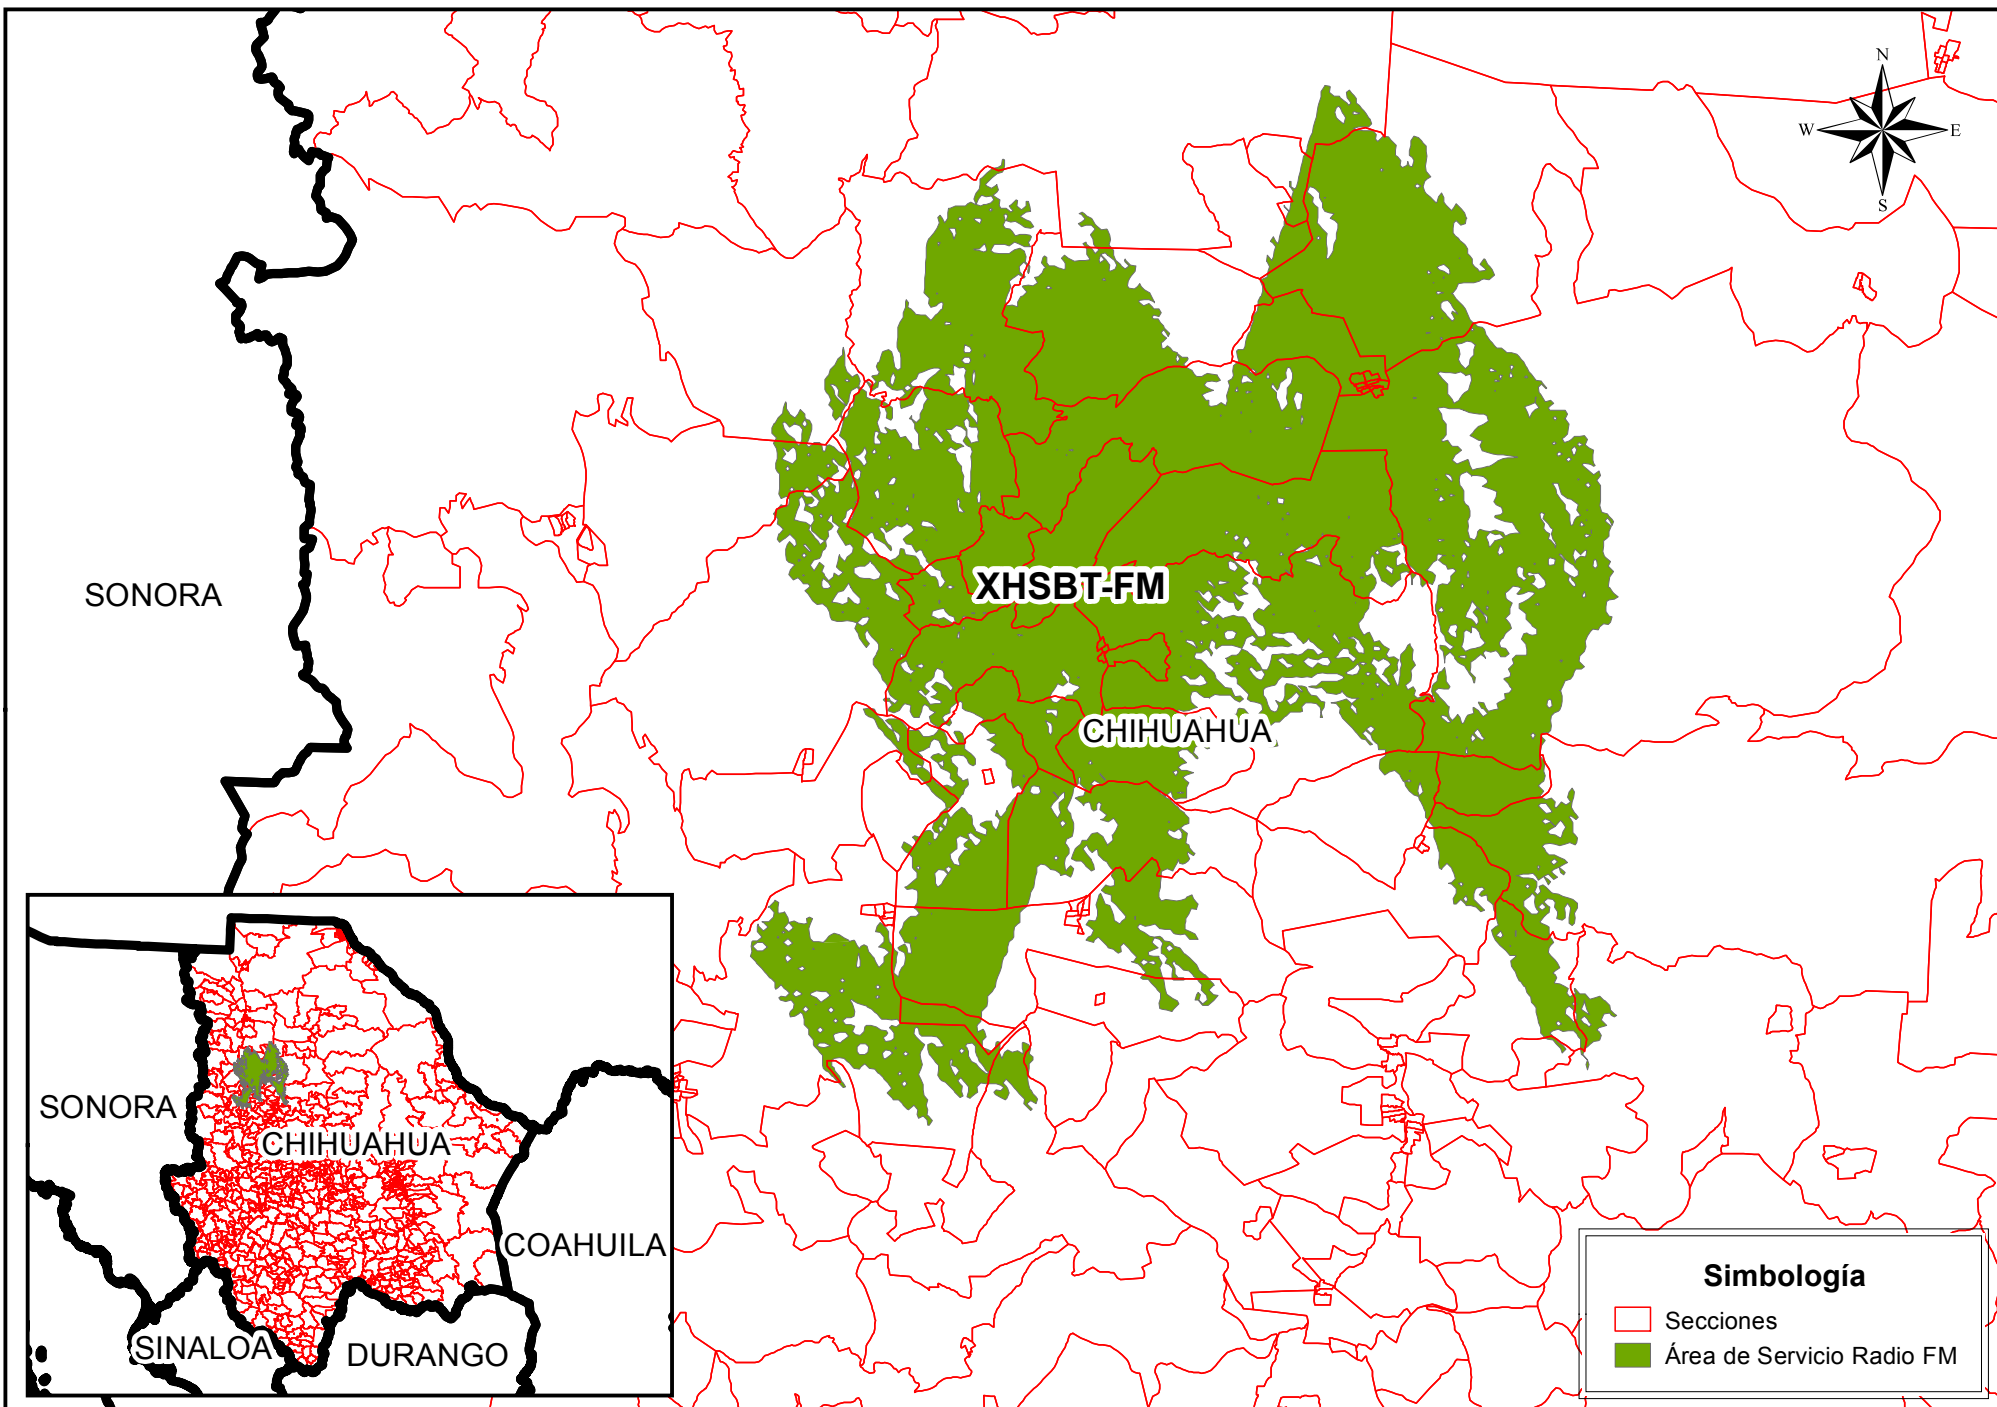 N
W E
S
SONORA
XHSBT-FM
CHIHUAHUA
SONORA
CHIHUAHUA
COAHUILA
SINALOA
DURANGO
Simbología
Secciones
Área de Servicio Radio FM